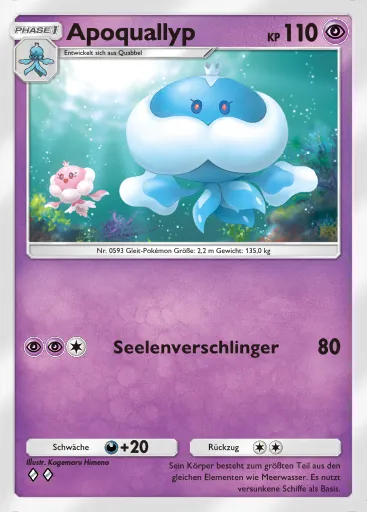 PHASE 1
Apoquallyp
KP 110
Entwickelt sich aus Quabbel
Nr. 0593 Gleit-Pokémon Größe: 2,2 m Gewicht: 135,0 kg
Seelenverschlinger 80
Schwäche +20 Rückzug
Illustr. Kagemaru Himeno
Sein Körper besteht zum größten Teil aus den
gleichen Elementen wie Meerwasser. Es nutzt
versunkene Schiffe als Basis.